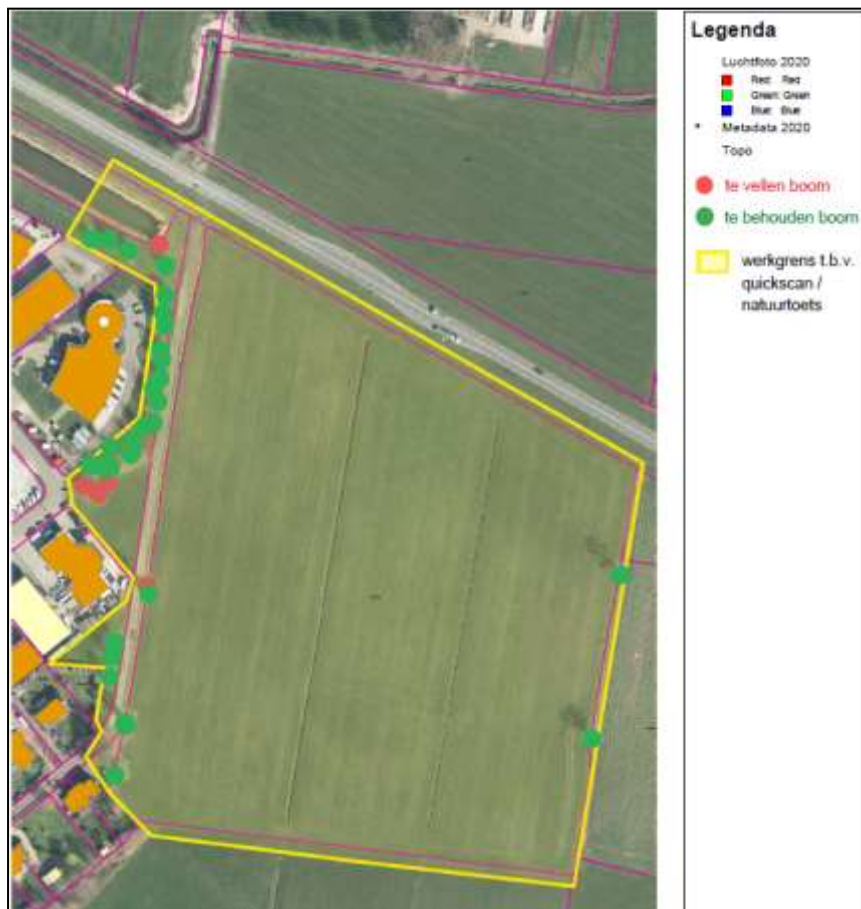 Legenda
Luchtfoto 2020
Red: Red
Green: Green
Blue: Blue
Metadata 2020
Topo
te vellen boom
te behouden boom
werkgrens t.b.v.
quickscan /
natuurtoets